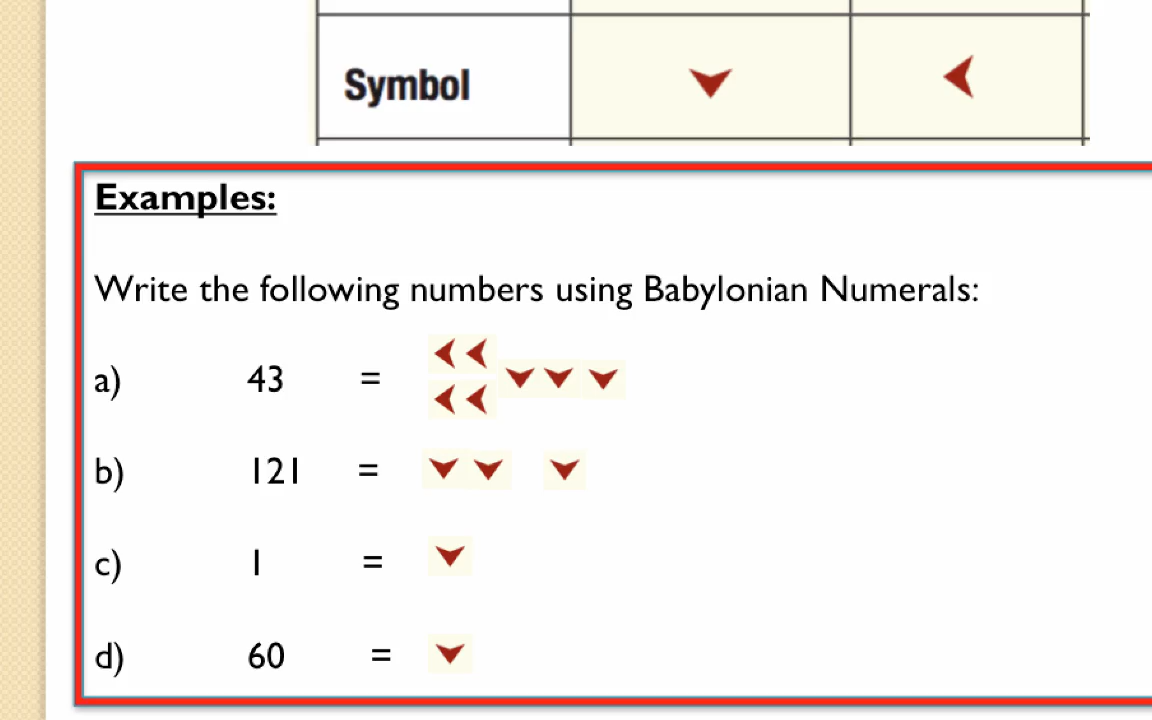 Symbol
Examples:
Write the following numbers using Babylonian Numerals:
a) 43 =
b) 121 =
c) 1 =
d) 60 =